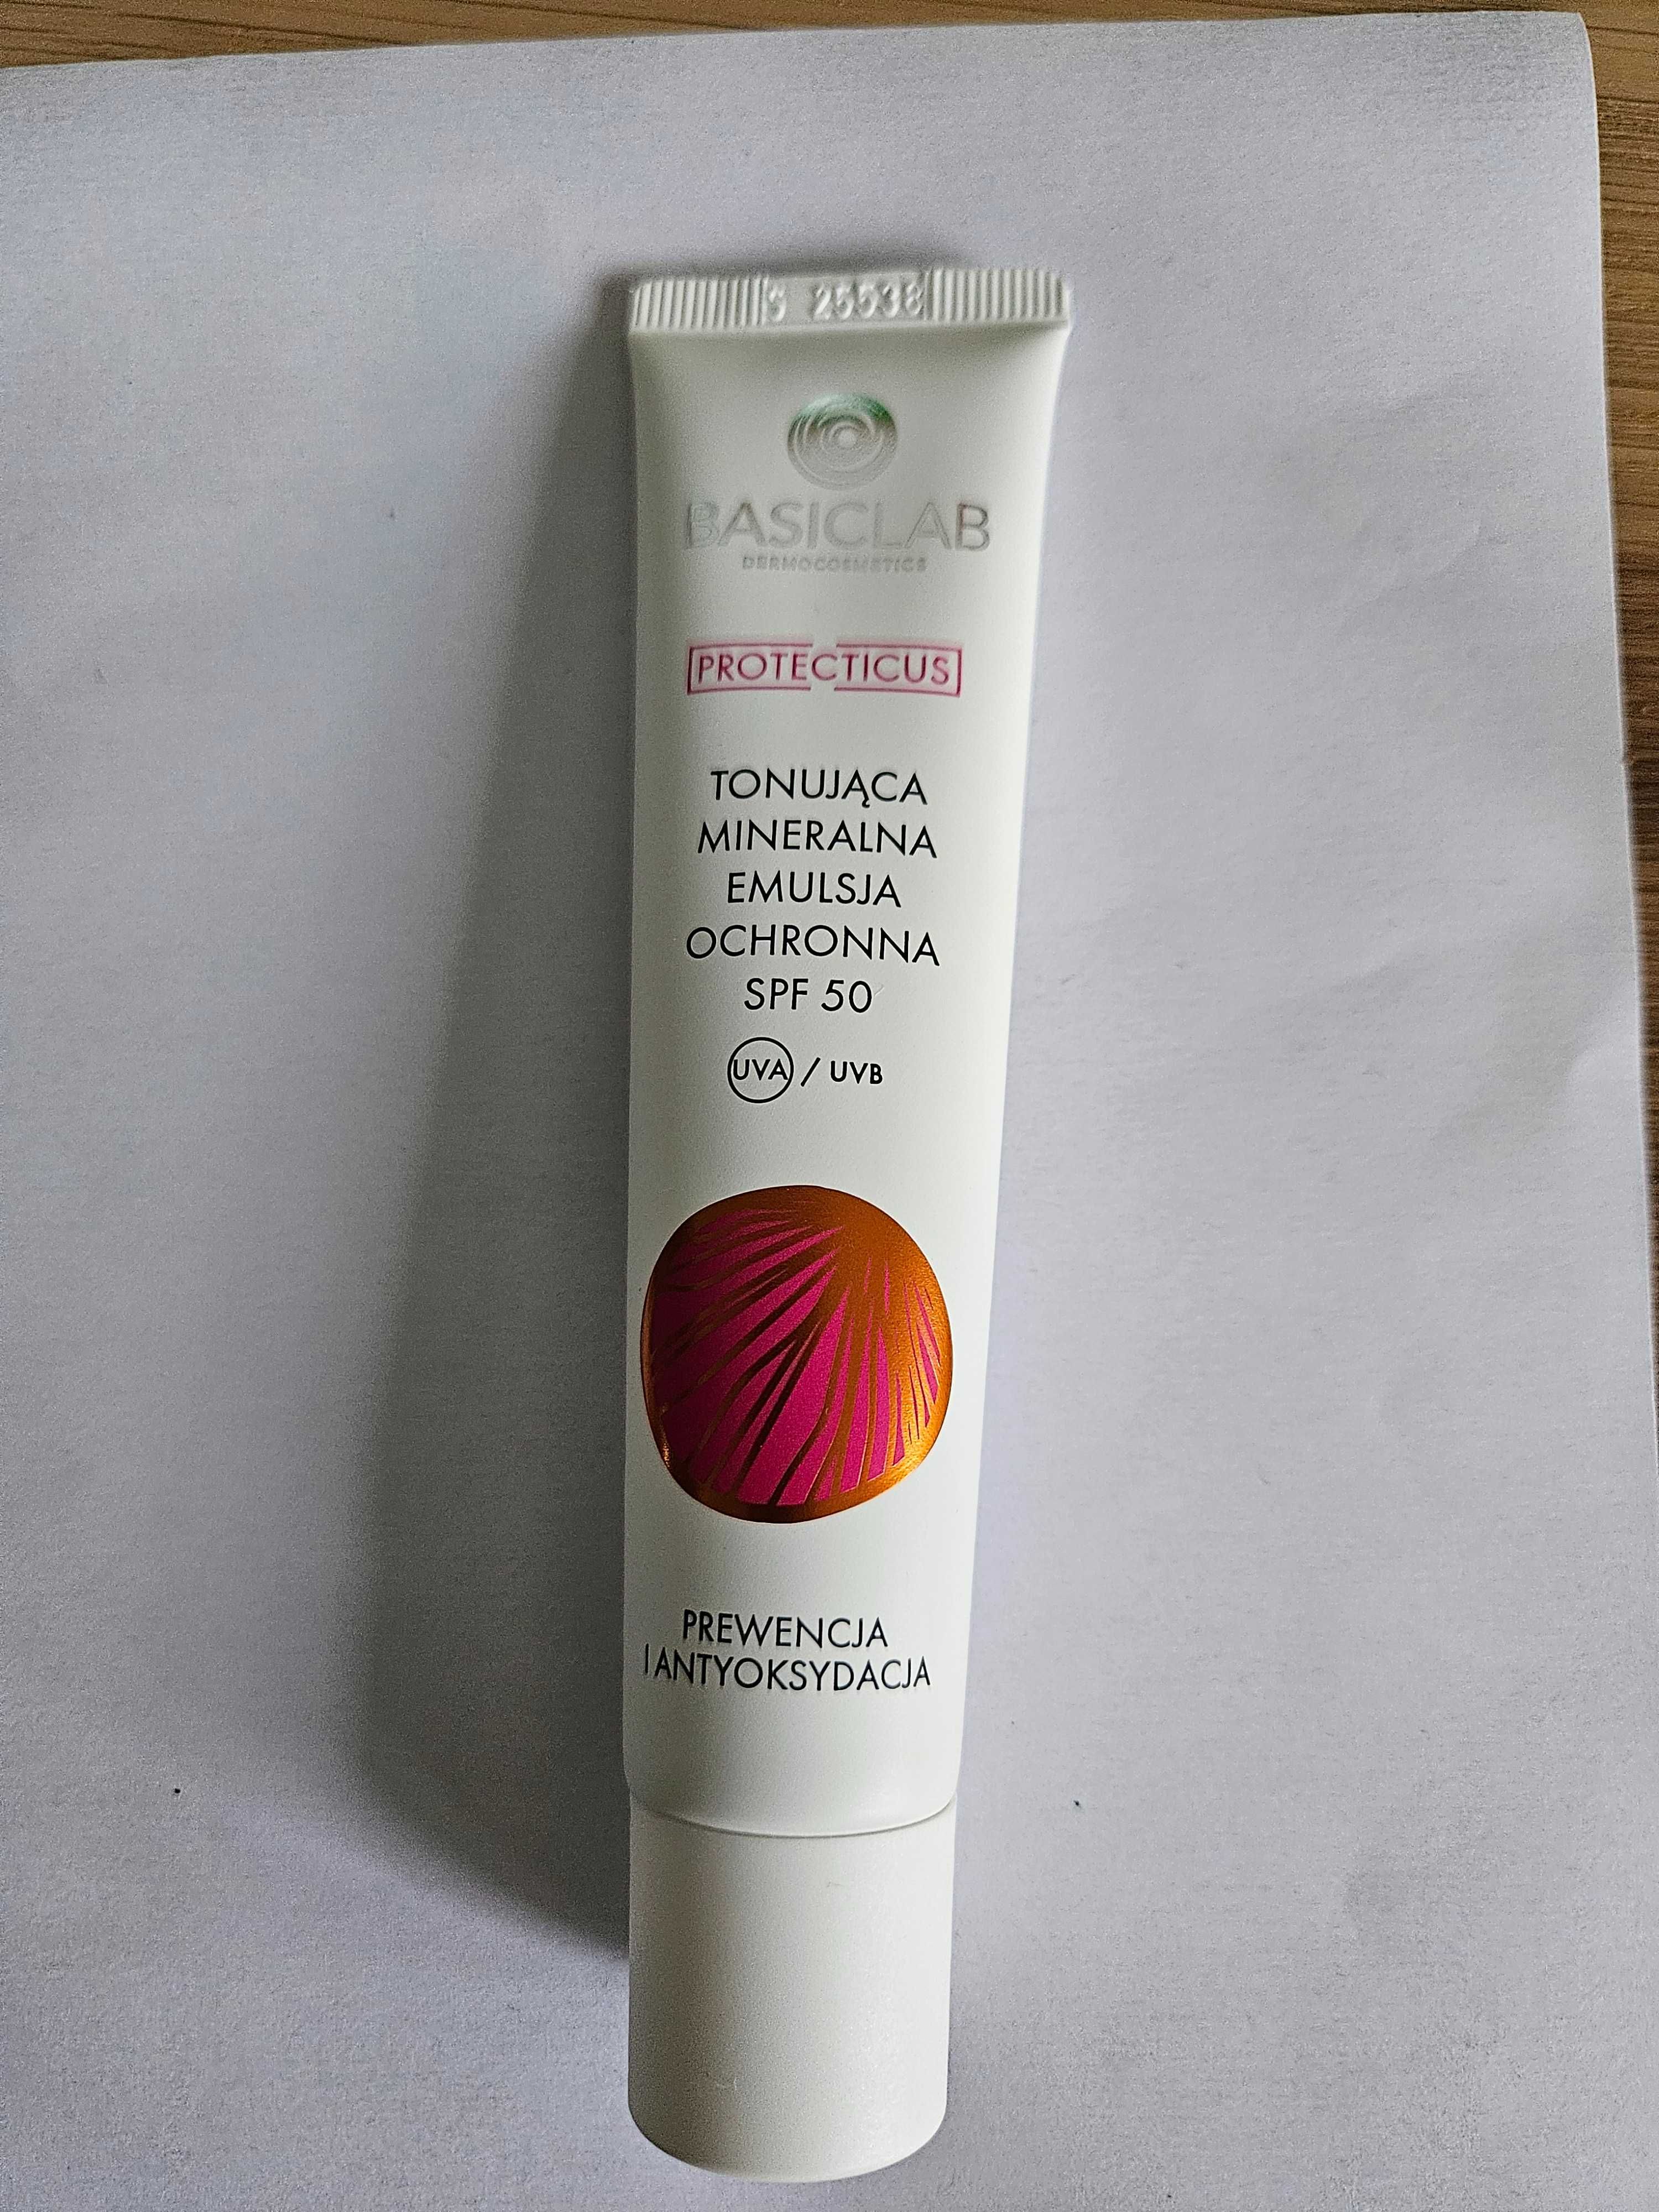 S 25538
BASICLAB
DERMOCOSMETICS
PROTECTICUS
TONUJĄCA
MINERALNA
EMULSJA
OCHRONNA
SPF 50
UVA / UVB
PREWENCJA
I ANTYOKSYDACJA